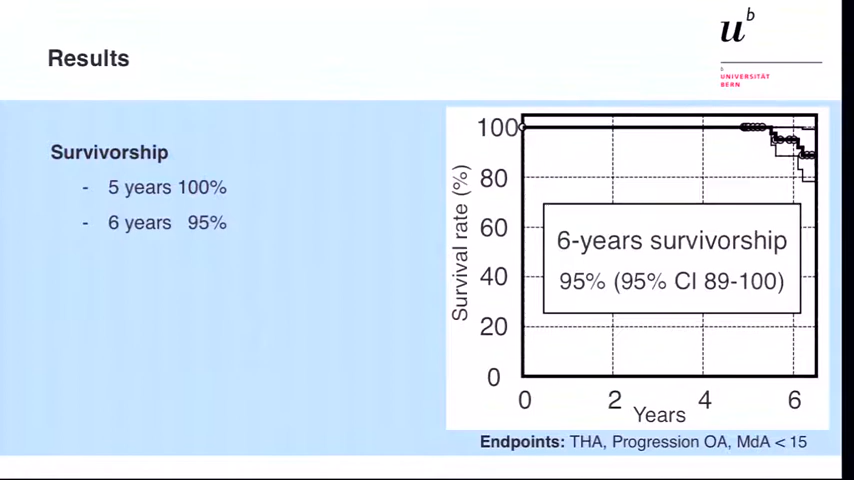 Results
u b
b
UNIVERSITÄT
BERN
Survivorship
- 5 years 100%
- 6 years 95%
Survival rate (%)
100
80
60
40
20
0
6-years survivorship
95% (95% CI 89-100)
0 2 4 6
Years
Endpoints: THA, Progression OA, MdA < 15